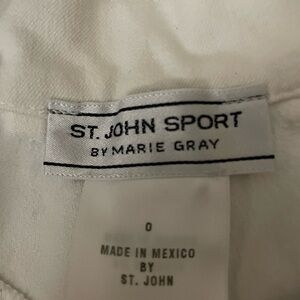 ST. JOHN SPORT
BY MARIE GRAY
0
MADE IN MEXICO
BY
ST. JOHN